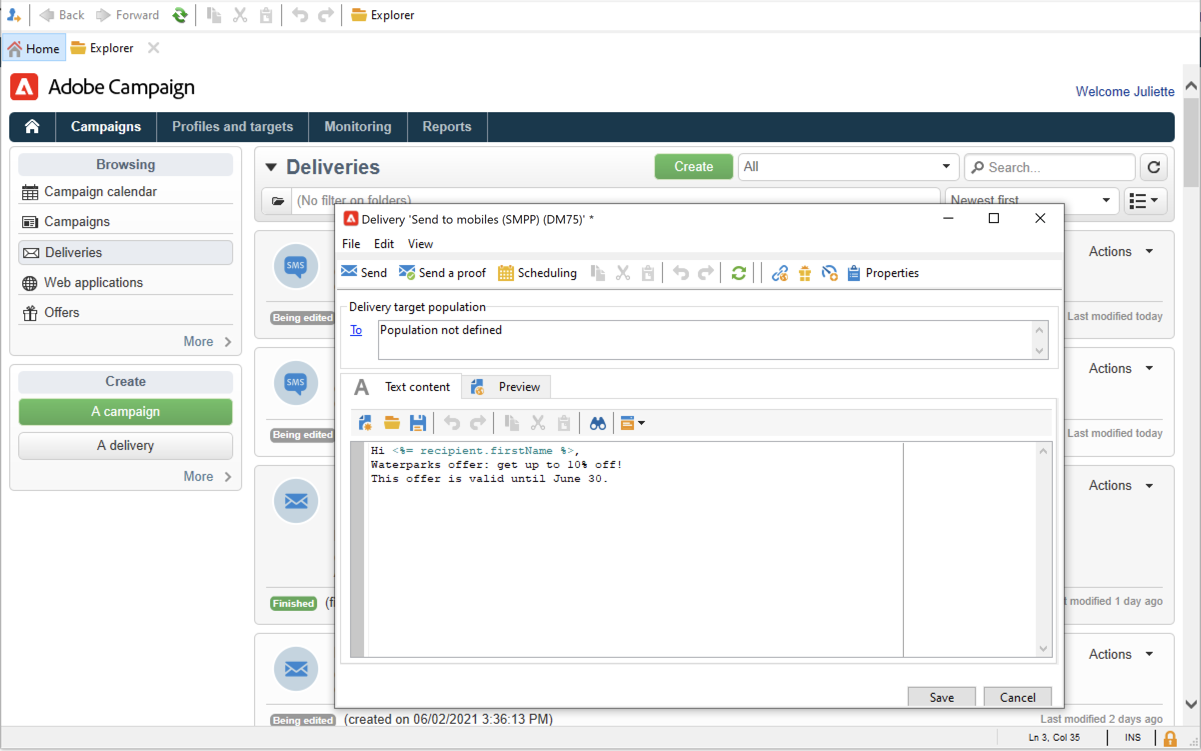 Back Forward Explorer
Home Explorer
Adobe Campaign
Welcome Juliette
Campaigns Profiles and targets Monitoring Reports
Browsing
Campaign calendar
Campaigns
Deliveries
Web applications
Offers
More
Create
A campaign
A delivery
More
Deliveries Create All Search...
(No filter on folders) Newest first
SMS Actions
Being edited Last modified today
SMS Actions
Being edited Last modified today
Actions
Finished modified 1 day ago
Actions
Being edited (created on 06/02/2021 3:36:13 PM) Last modified 2 days ago
Delivery 'Send to mobiles (SMPP) (DM75)' *
File Edit View
Send Send a proof Scheduling Properties
Delivery target population
To Population not defined
A Text content Preview
Hi <%= recipient.firstName %>,
Waterparks offer: get up to 10% off!
This offer is valid until June 30.
Save Cancel
Ln 3, Col 35 INS